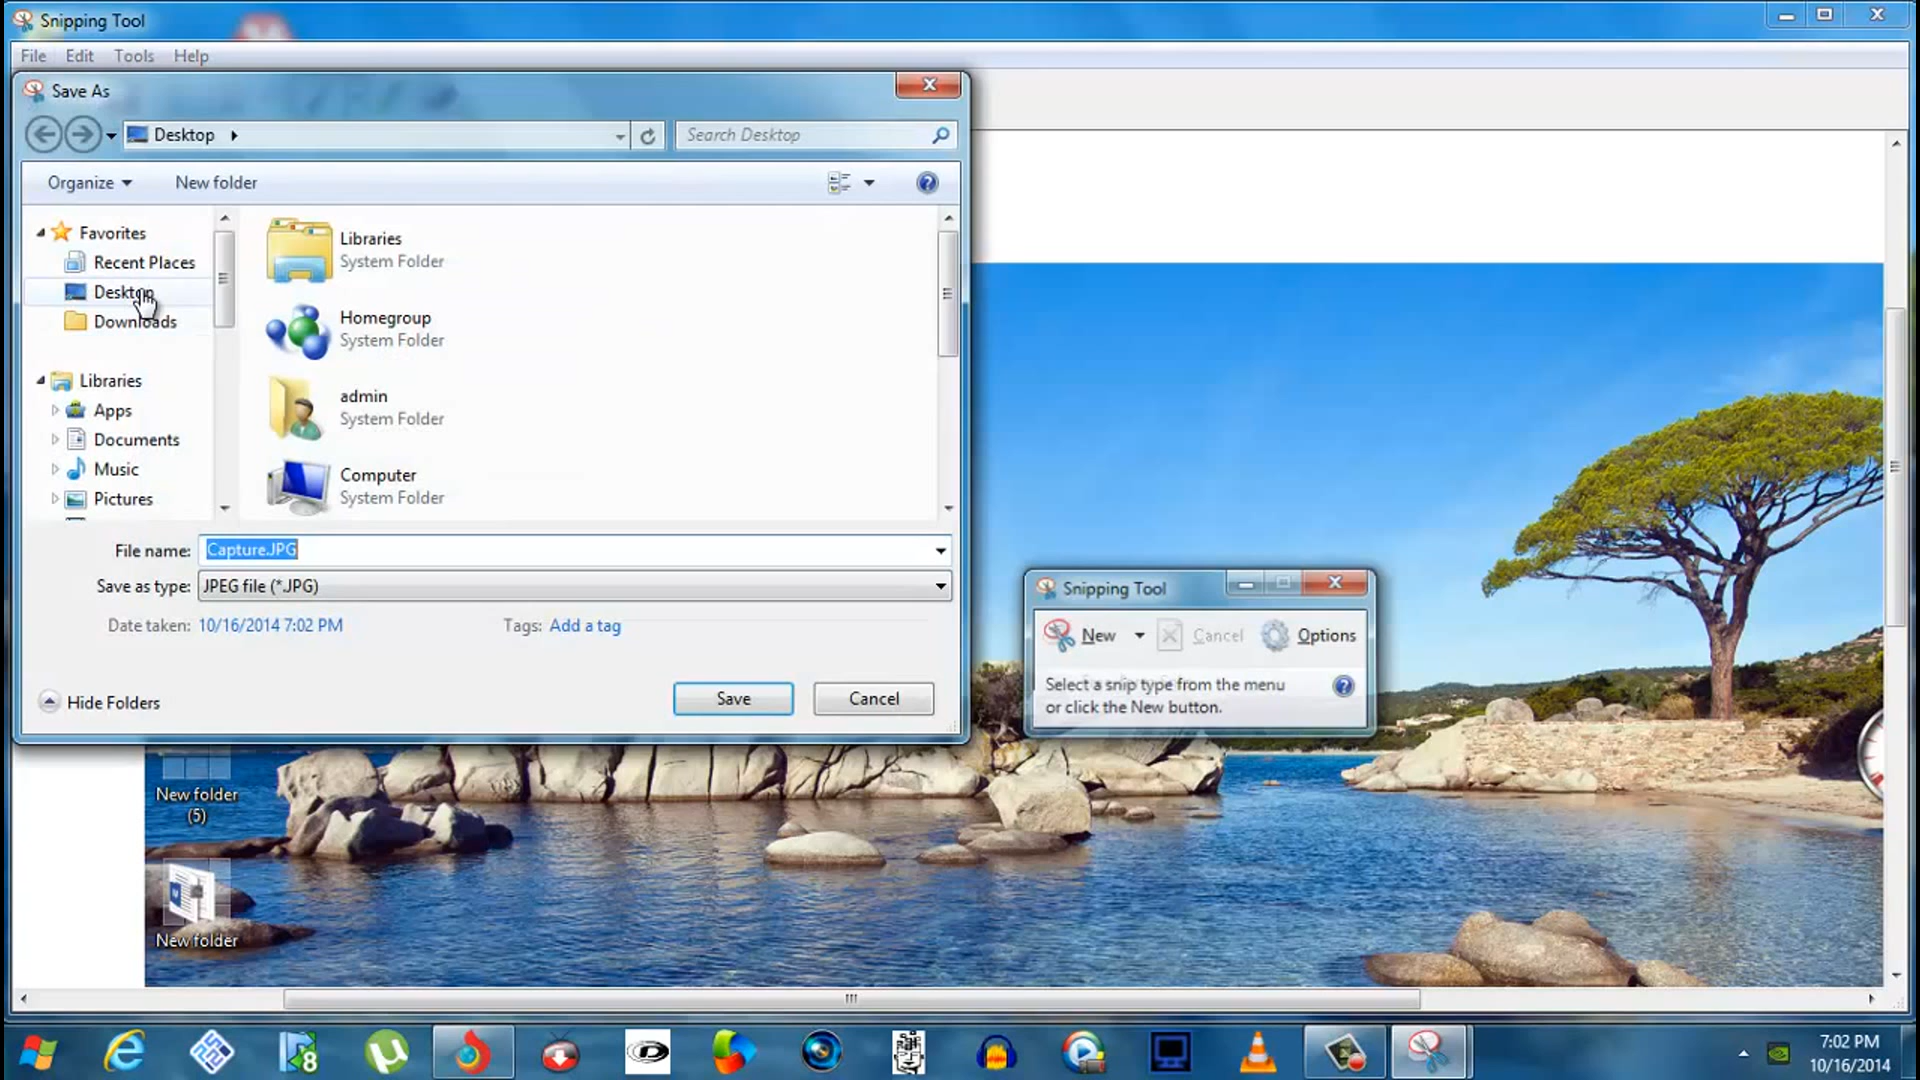 Snipping Tool
File Edit Tools Help
Save As
Desktop
Search Desktop
Organize New folder
Favorites
Recent Places
Desktop
Downloads
Libraries
Apps
Documents
Music
Pictures
Libraries
System Folder
Homegroup
System Folder
admin
System Folder
Computer
System Folder
File name: Capture.JPG
Save as type: JPEG file (*.JPG)
Date taken: 10/16/2014 7:02 PM Tags: Add a tag
Hide Folders Save Cancel
Snipping Tool
New Cancel Options
Select a snip type from the menu
or click the New button.
New folder
(5)
New folder
8
7:02 PM
10/16/2014